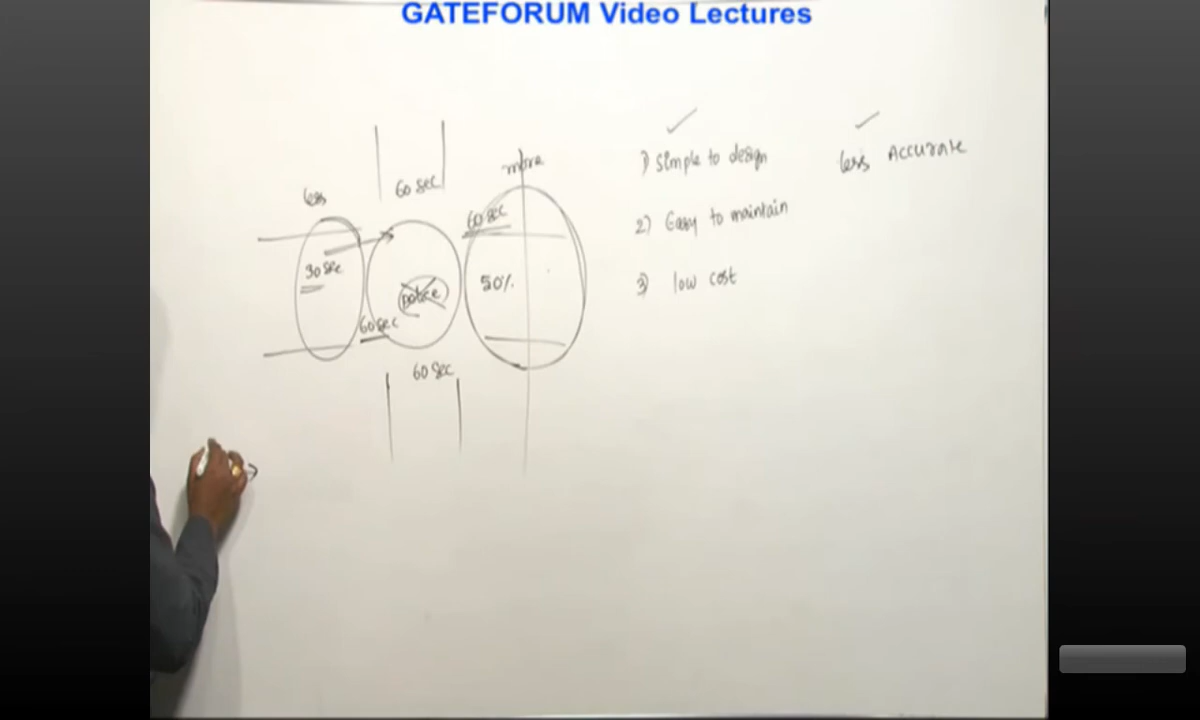 GATEFORUM Video Lectures
less
60 sec
more
60 sec
30 sec
police
50%
60 sec
60 sec
1) simple to design
2) Easy to maintain
3) low cost
less Accurate